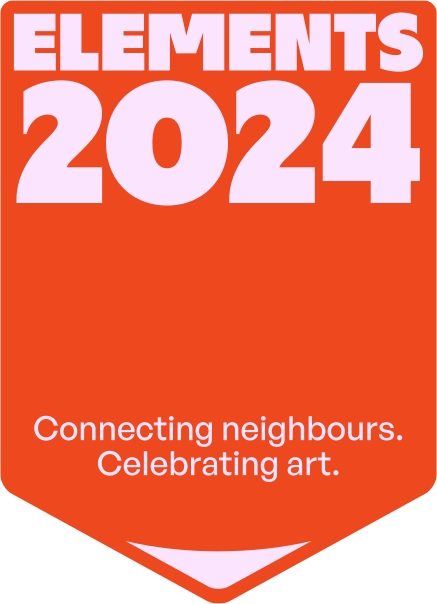 ELEMENTS
2024
Connecting neighbours.
Celebrating art.